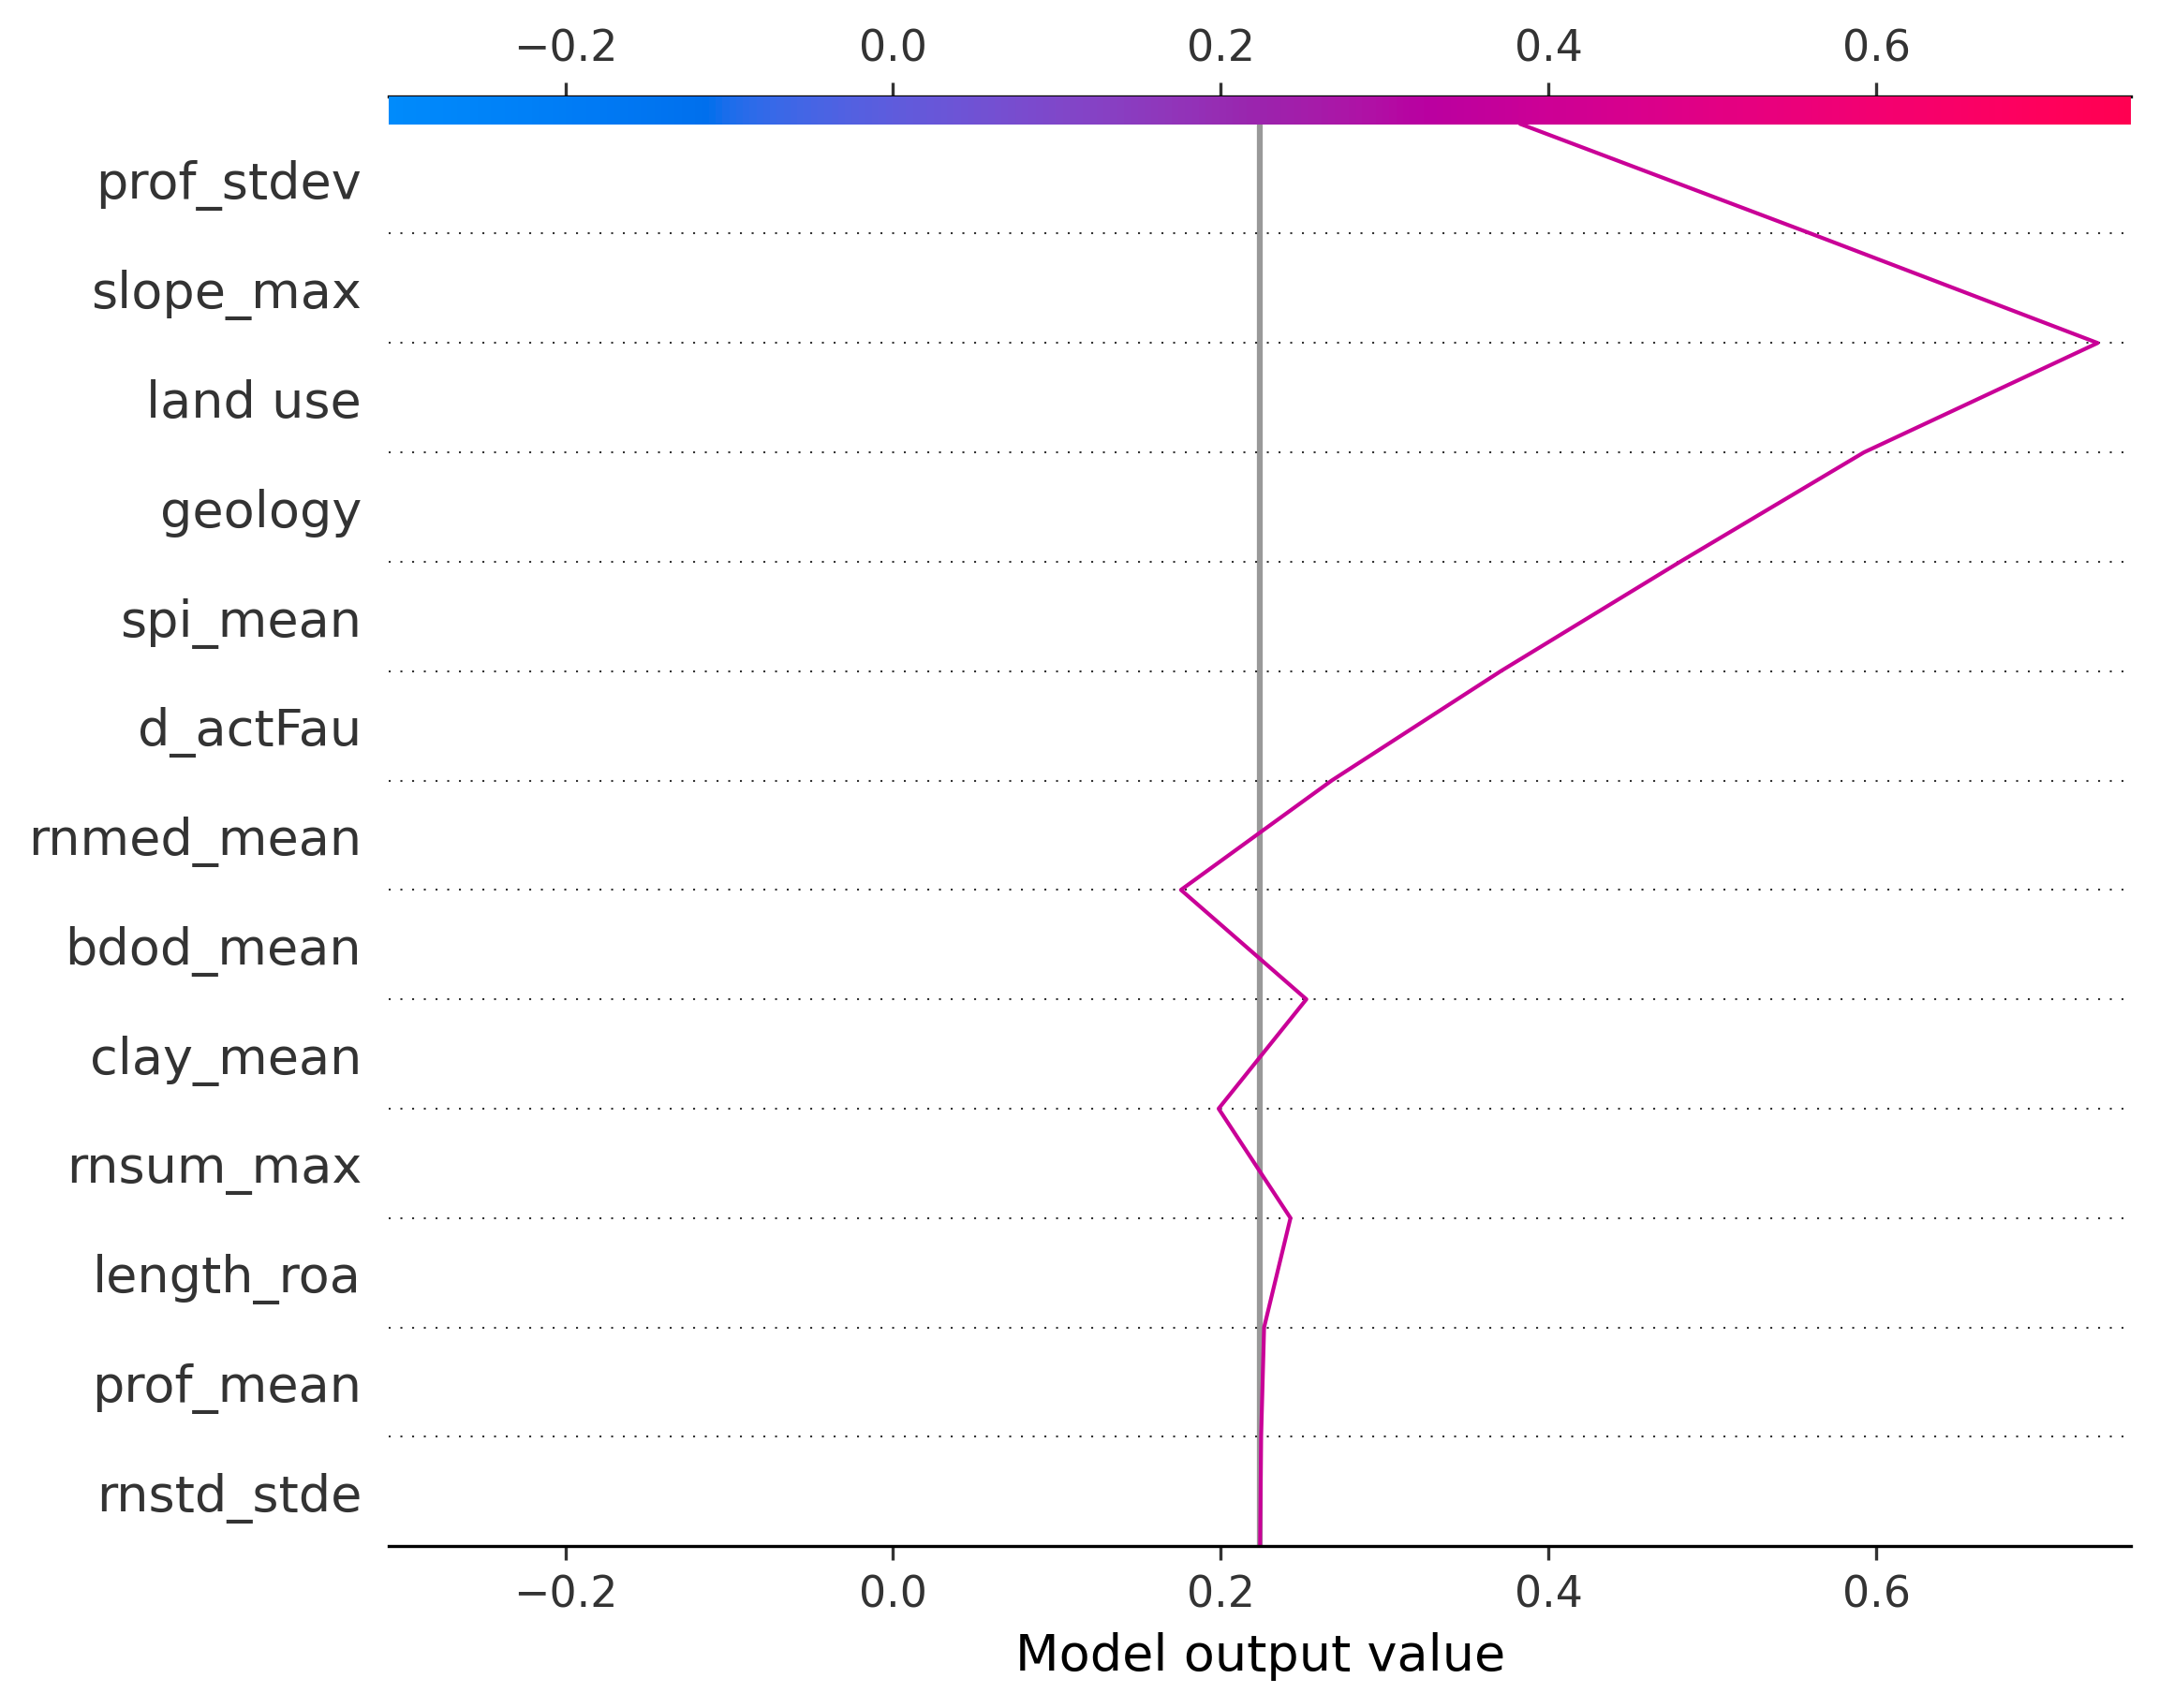 −0.2 0.0 0.2 0.4 0.6
prof_stdev
slope_max
land use
geology
spi_mean
d_actFau
rnmed_mean
bdod_mean
clay_mean
rnsum_max
length_roa
prof_mean
rnstd_stde
−0.2 0.0 0.2 0.4 0.6
Model output value